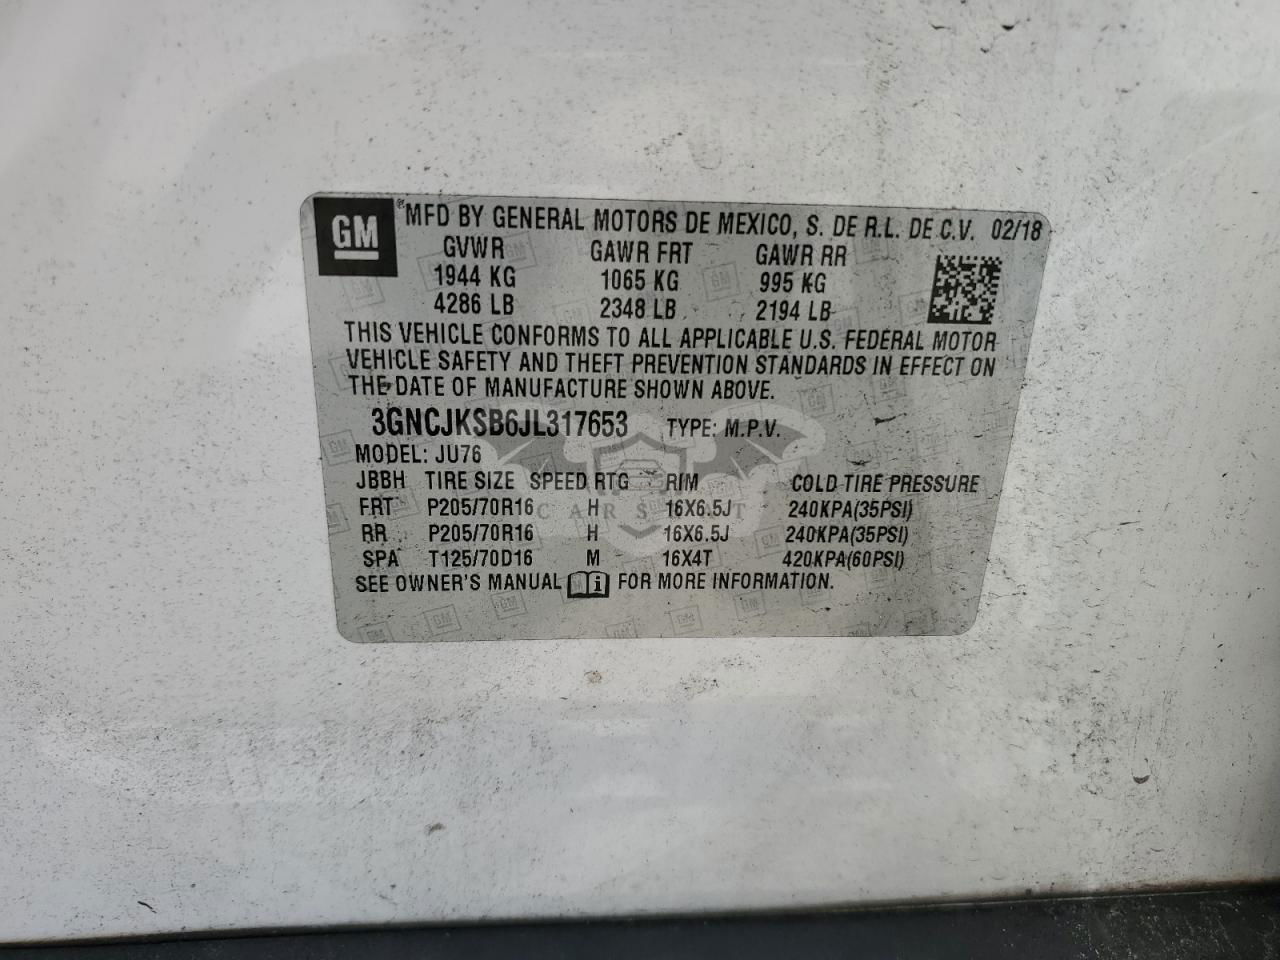 GM ® MFD BY GENERAL MOTORS DE MEXICO, S. DE R.L. DE C.V. 02/18
GVWR GAWR FRT GAWR RR
1944 KG 1065 KG 995 KG
4286 LB 2348 LB 2194 LB
THIS VEHICLE CONFORMS TO ALL APPLICABLE U.S. FEDERAL MOTOR
VEHICLE SAFETY AND THEFT PREVENTION STANDARDS IN EFFECT ON
THE DATE OF MANUFACTURE SHOWN ABOVE.
3GNCJKSB6JL317653 TYPE: M.P.V.
MODEL: JU76
JBBH TIRE SIZE SPEED RTG RIM COLD TIRE PRESSURE
FRT P205/70R16 H 16X6.5J 240KPA(35PSI)
RR P205/70R16 H 16X6.5J 240KPA(35PSI)
SPA T125/70D16 M 16X4T 420KPA(60PSI)
SEE OWNER'S MANUAL FOR MORE INFORMATION.